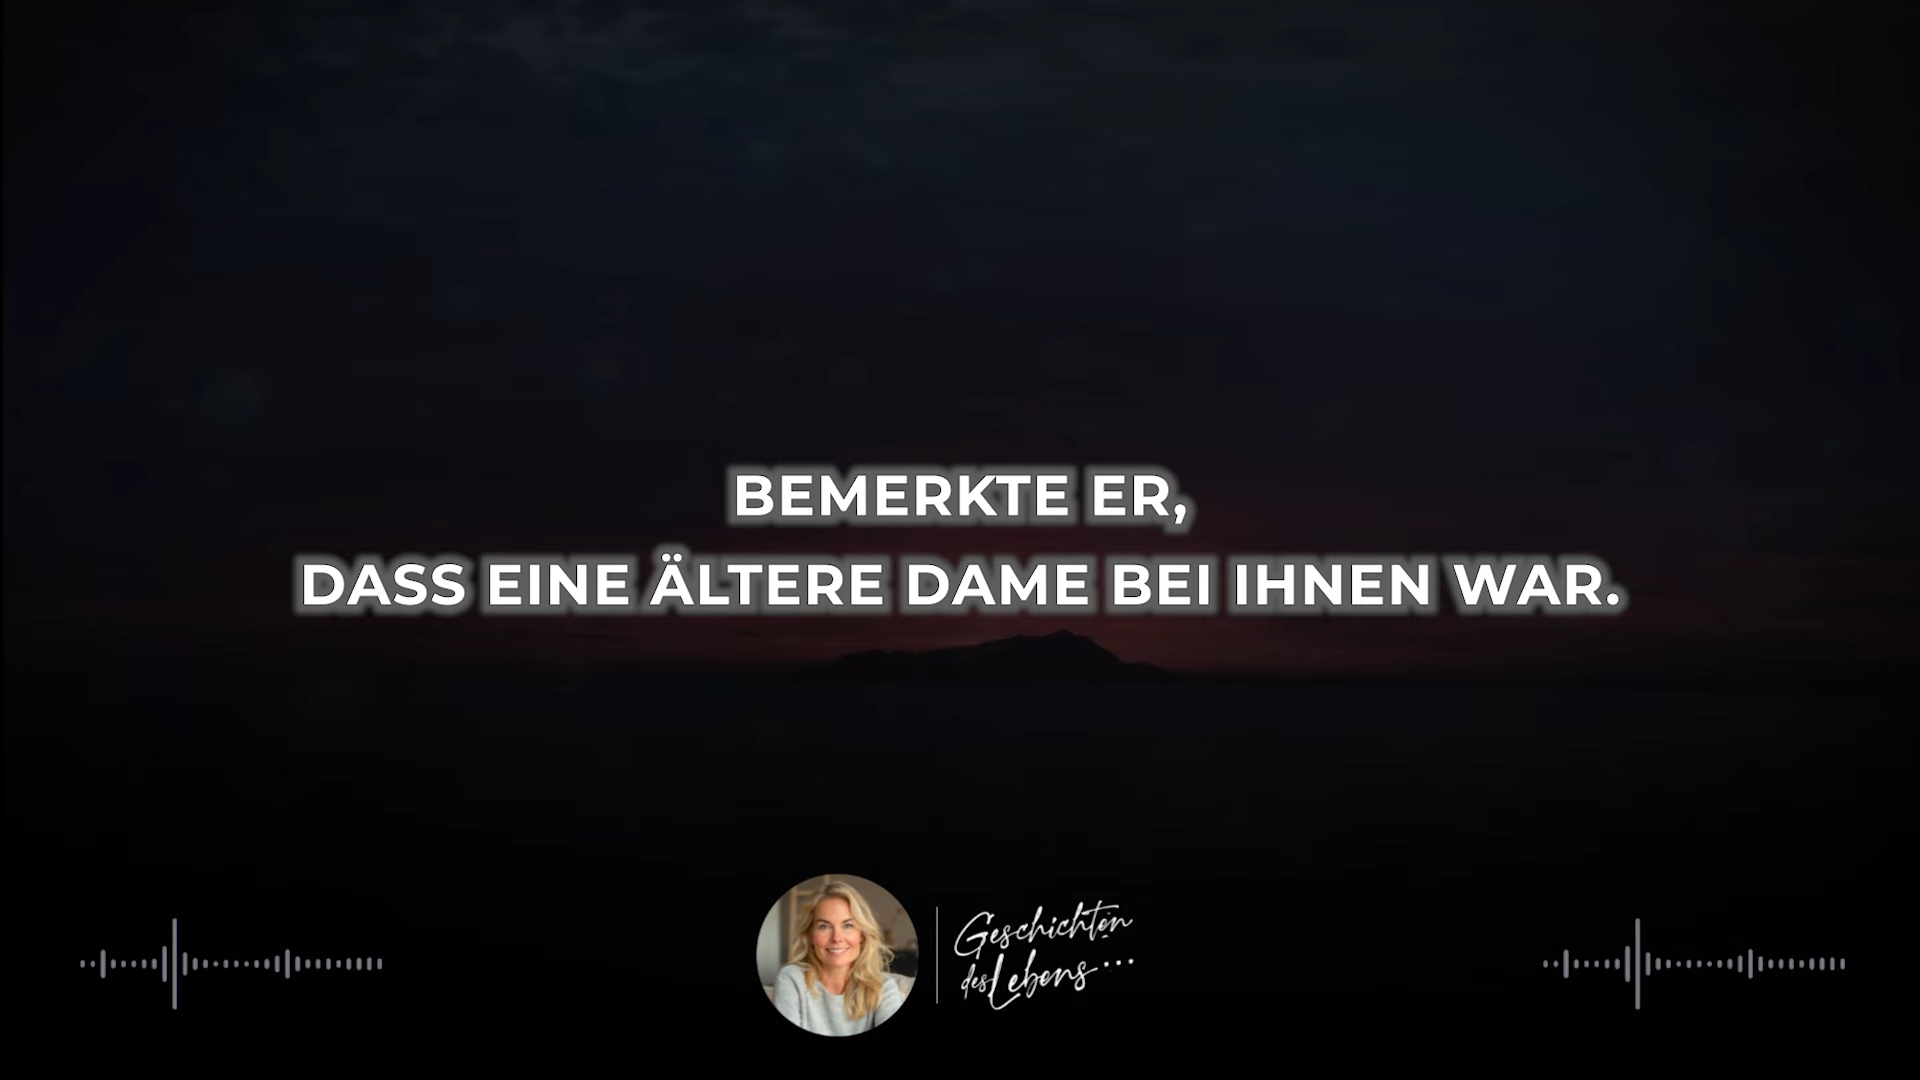 BEMERKTE ER,
DASS EINE ÄLTERE DAME BEI IHNEN WAR.
Geschichten
des Lebens...